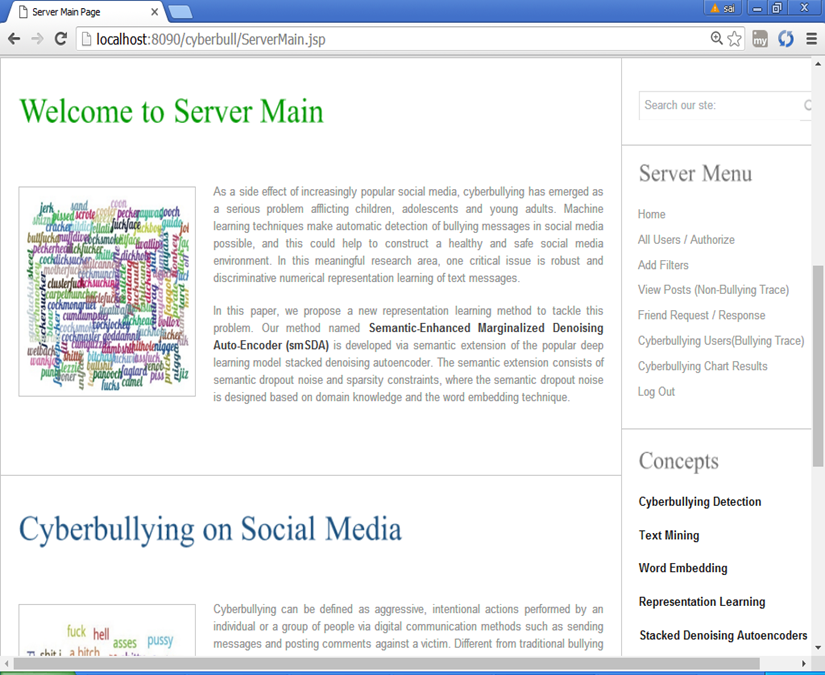 Server Main Page
sai
localhost:8090/cyberbull/ServerMain.jsp
my
Welcome to Server Main
As a side effect of increasingly popular social media, cyberbullying has emerged as
a serious problem afflicting children, adolescents and young adults. Machine
learning techniques make automatic detection of bullying messages in social media
possible, and this could help to construct a healthy and safe social media
environment. In this meaningful research area, one critical issue is robust and
discriminative numerical representation learning of text messages.
In this paper, we propose a new representation learning method to tackle this
problem. Our method named Semantic-Enhanced Marginalized Denoising
Auto-Encoder (smSDA) is developed via semantic extension of the popular deep
learning model stacked denoising autoencoder. The semantic extension consists of
semantic dropout noise and sparsity constraints, where the semantic dropout noise
is designed based on domain knowledge and the word embedding technique.
Cyberbullying on Social Media
fuck hell asses pussy
a bitch
Cyberbullying can be defined as aggressive, intentional actions performed by an
individual or a group of people via digital communication methods such as sending
messages and posting comments against a victim. Different from traditional bullying
Search our ste:
Server Menu
Home
All Users / Authorize
Add Filters
View Posts (Non-Bullying Trace)
Friend Request / Response
Cyberbullying Users(Bullying Trace)
Cyberbullying Chart Results
Log Out
Concepts
Cyberbullying Detection
Text Mining
Word Embedding
Representation Learning
Stacked Denoising Autoencoders